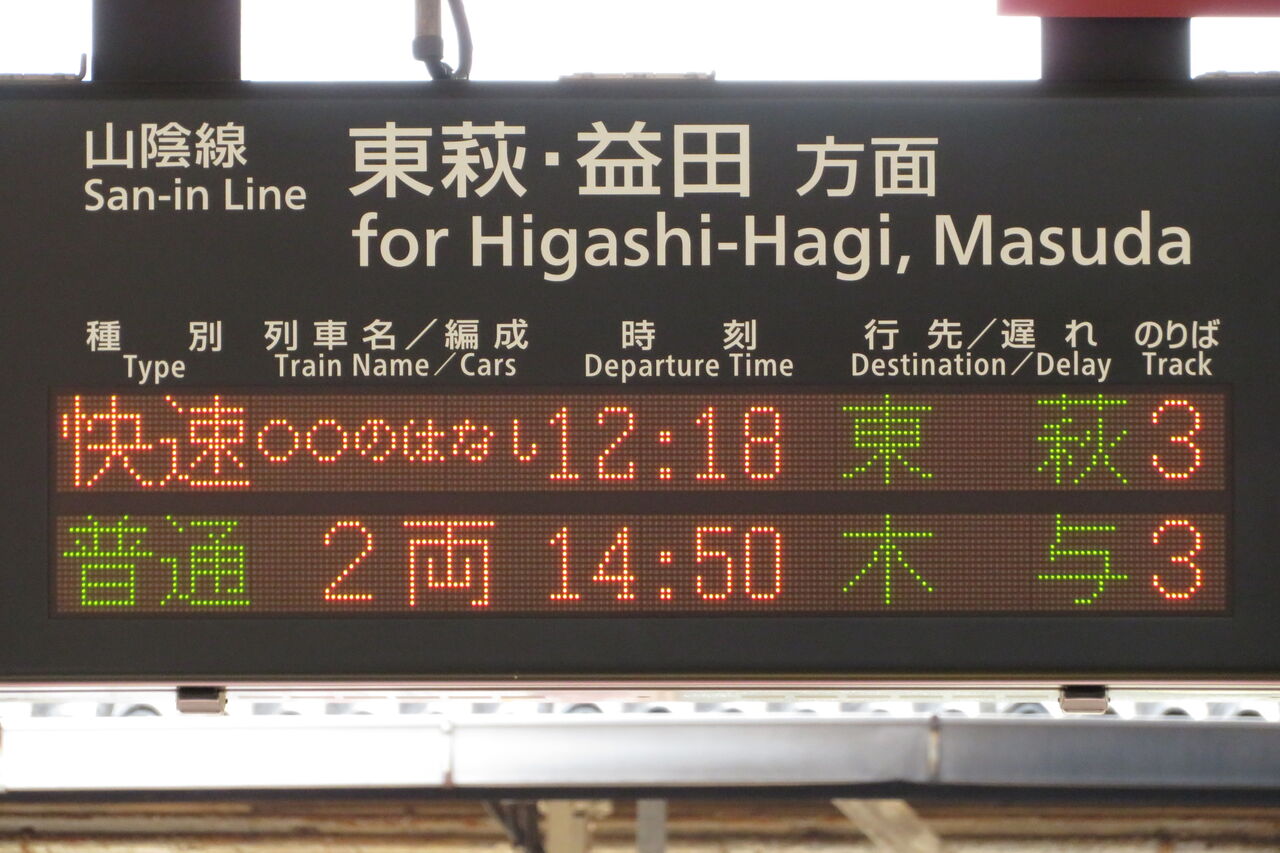 山陰線 東萩・益田 方面
San-in Line for Higashi-Hagi, Masuda
種別 列車名／編成 時刻 行先／遅れ のりば
Type Train Name／Cars Departure Time Destination／Delay Track
快速 ○○のはなし 12:18 東萩 3
普通 2両 14:50 木与 3